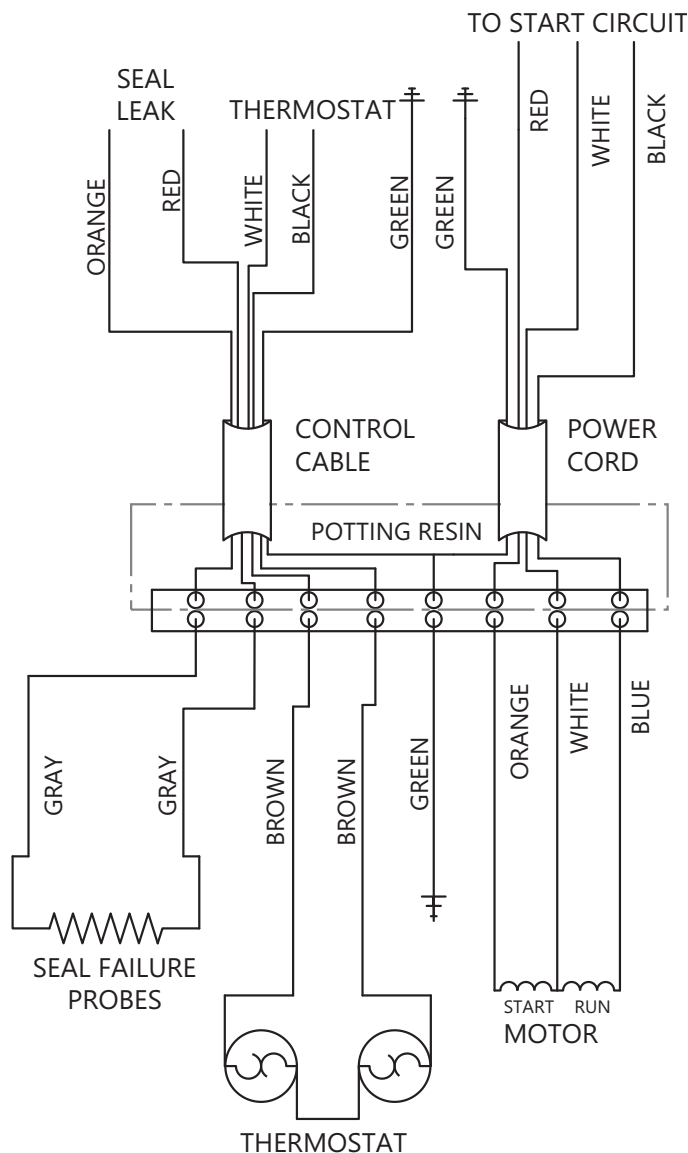 TO START CIRCUIT
SEAL
LEAK
THERMOSTAT
ORANGE
RED
WHITE
BLACK
GREEN
GREEN
RED
WHITE
BLACK
CONTROL
CABLE
POWER
CORD
POTTING RESIN
GRAY
GRAY
BROWN
BROWN
GREEN
ORANGE
WHITE
BLUE
SEAL FAILURE
PROBES
START
RUN
MOTOR
THERMOSTAT